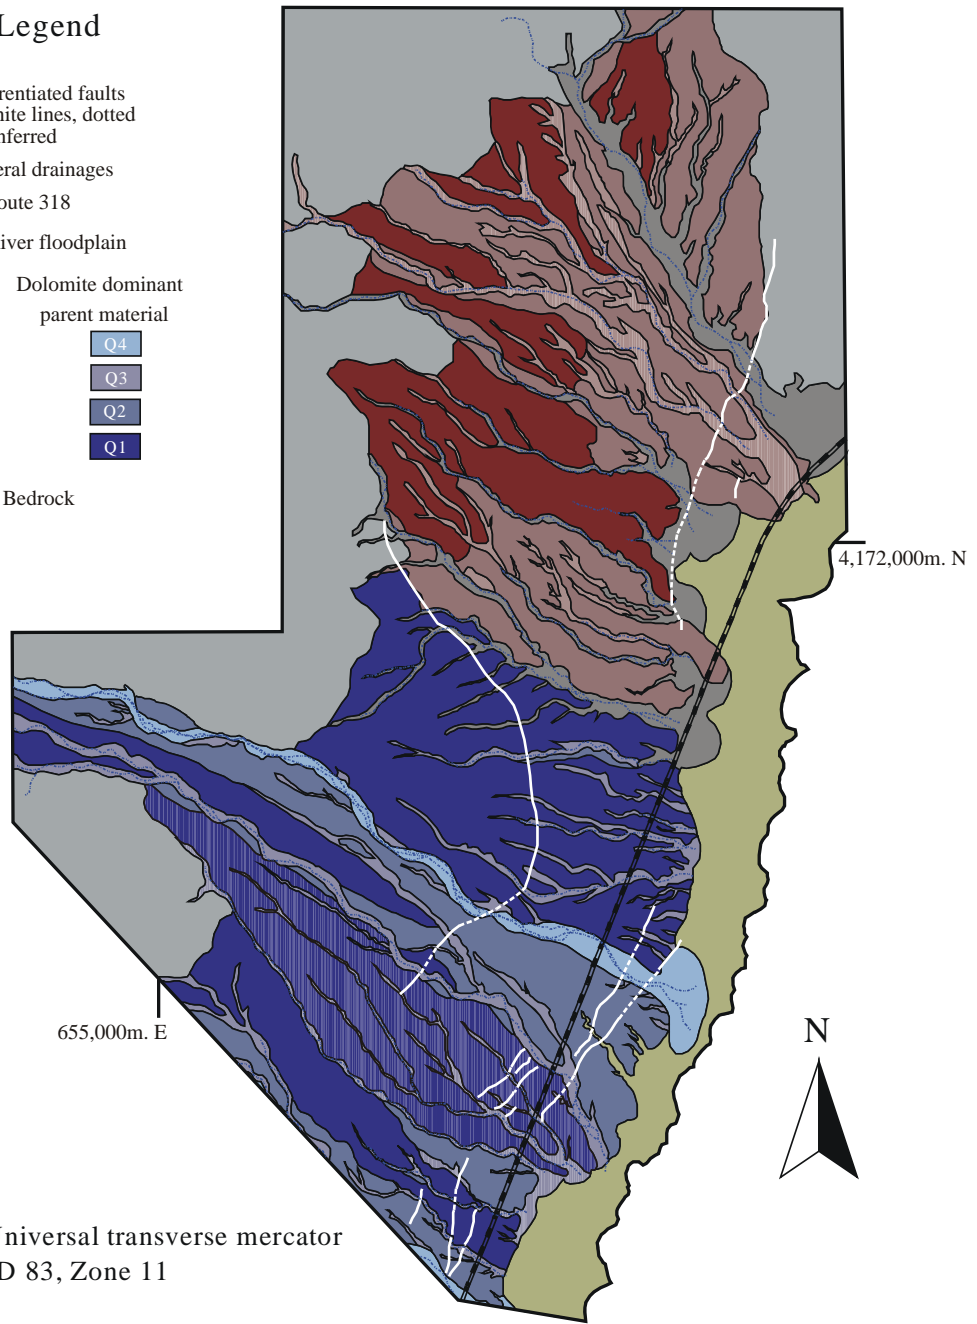 Legend
rentiated faults
ite lines, dotted
nferred
eral drainages
oute 318
iver floodplain
Dolomite dominant
parent material
Q4
Q3
Q2
Q1
Bedrock
4,172,000m. N
655,000m. E
N
niversal transverse mercator
D 83, Zone 11